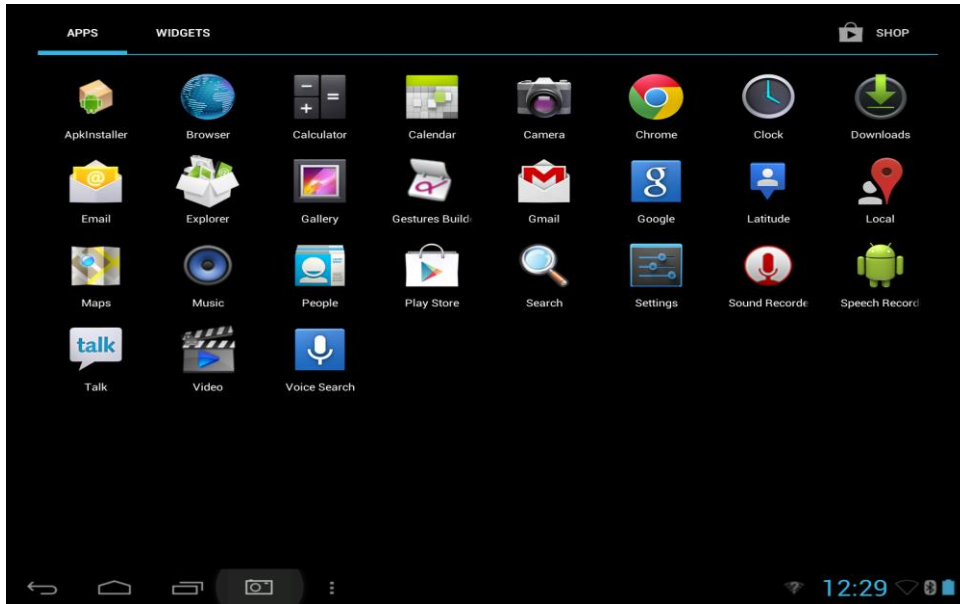 APPS WIDGETS SHOP
ApkInstaller Browser Calculator Calendar Camera Chrome Clock Downloads
Email Explorer Gallery Gestures Build Gmail Google Latitude Local
Maps Music People Play Store Search Settings Sound Recorde Speech Record
talk
Talk Video Voice Search
12:29